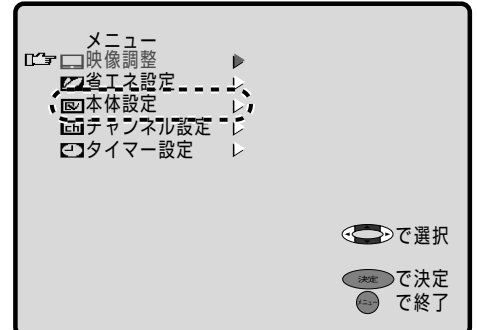 メニュー
映像調整
省エネ設定
本体設定
ch チャンネル設定
タイマー設定
で選択
決定 で決定
メニュー で終了